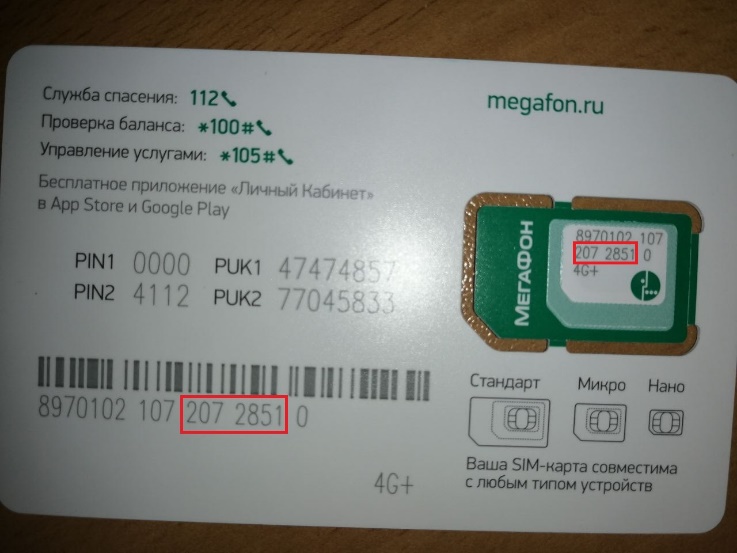 Служба спасения: 112
Проверка баланса: *100#
Управление услугами: *105#
Бесплатное приложение «Личный Кабинет»
в App Store и Google Play
megafon.ru
PIN1 0000 PUK1 47474857
PIN2 4112 PUK2 77045833
МЕГАФОН
8970102 107
207 2851 0
4G+
8970102 107 207 2851 0
4G+
Стандарт Микро Нано
Ваша SIM-карта совместима
с любым типом устройств